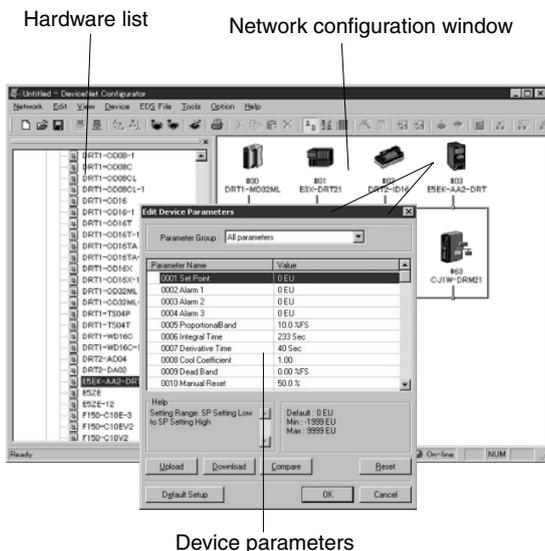 Hardware list
Network configuration window
Untitled - DeviceNet Configurator
Network Edit View Device EDS File Tools Option Help
DRT1-OD08-1
DRT1-OD08C
DRT1-OD08CL
DRT1-OD08CL-1
DRT1-OD16
DRT1-OD16-1
DRT1-OD16T
DRT1-OD16T-1
DRT1-OD16TA
DRT1-OD16TA-
DRT1-OD16X
DRT1-OD16X-1
DRT1-OD32ML
DRT1-OD32ML-
DRT1-TS04P
DRT1-TS04T
DRT1-WD16C
DRT1-WD16C-1
DRT2-AD04
DRT2-DA02
E5EK-AA2-DRT
E5ZE
E5ZE-12
F150-C10E-3
F150-C10EV2
F150-C10V2
#00
DRT1-MD32ML
#01
E3X-DRT21
#02
DRT2-ID16
#03
E5EK-AA2-DRT
#63
CJ1W-DRM21
Edit Device Parameters
Parameter Group : All parameters
Parameter Name Value
0001 Set Point 0 EU
0002 Alarm 1 0 EU
0003 Alarm 2 0 EU
0004 Alarm 3 0 EU
0005 ProportionalBand 10.0 %FS
0006 Integral Time 233 Sec
0007 Derivative Time 40 Sec
0008 Cool Coefficient 1.00
0009 Dead Band 0.00 %FS
0010 Manual Reset 50.0 %
Help
Setting Range: SP Setting Low
to SP Setting High
Default : 0 EU
Min : -1999 EU
Max : 9999 EU
Upload Download Compare Reset
Default Setup OK Cancel
Ready On-line NUM
Device parameters